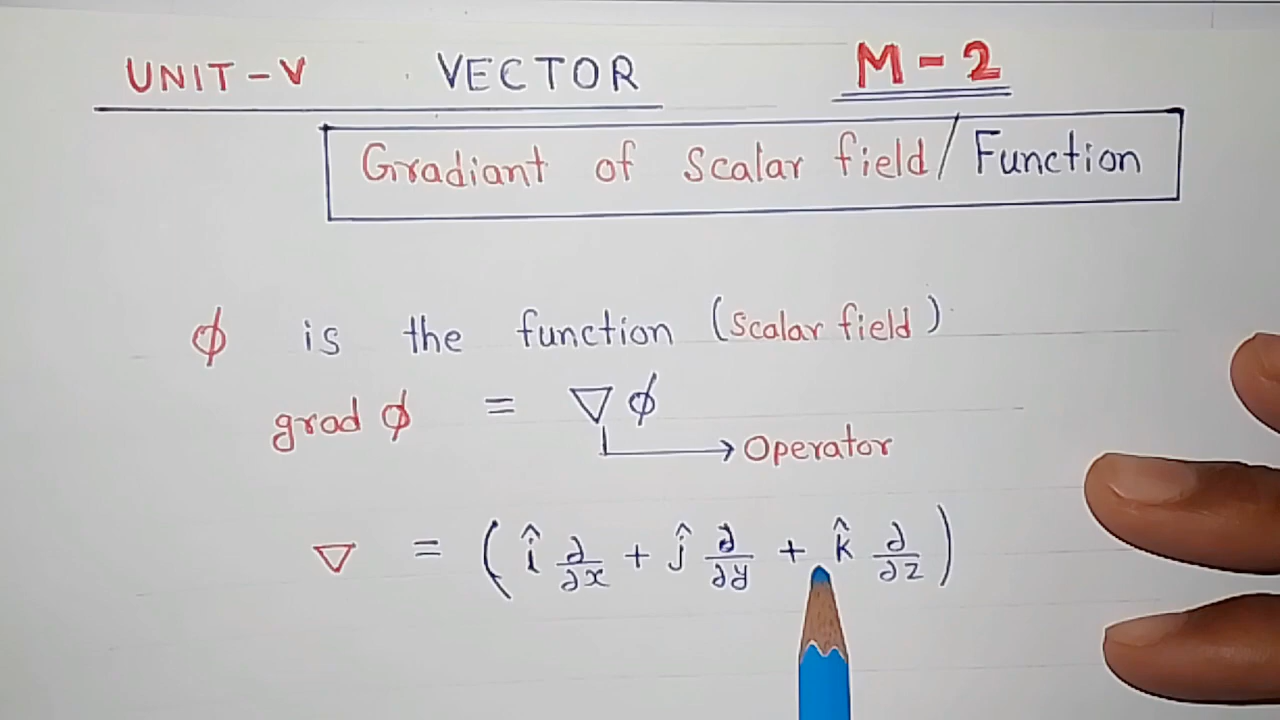 UNIT-V VECTOR M-2
Gradiant of Scalar field/Function
ϕ is the function (scalar field)
grad ϕ = ▽ϕ
Operator
▽ = (î ∂/∂x + ĵ ∂/∂y + k̂ ∂/∂z)